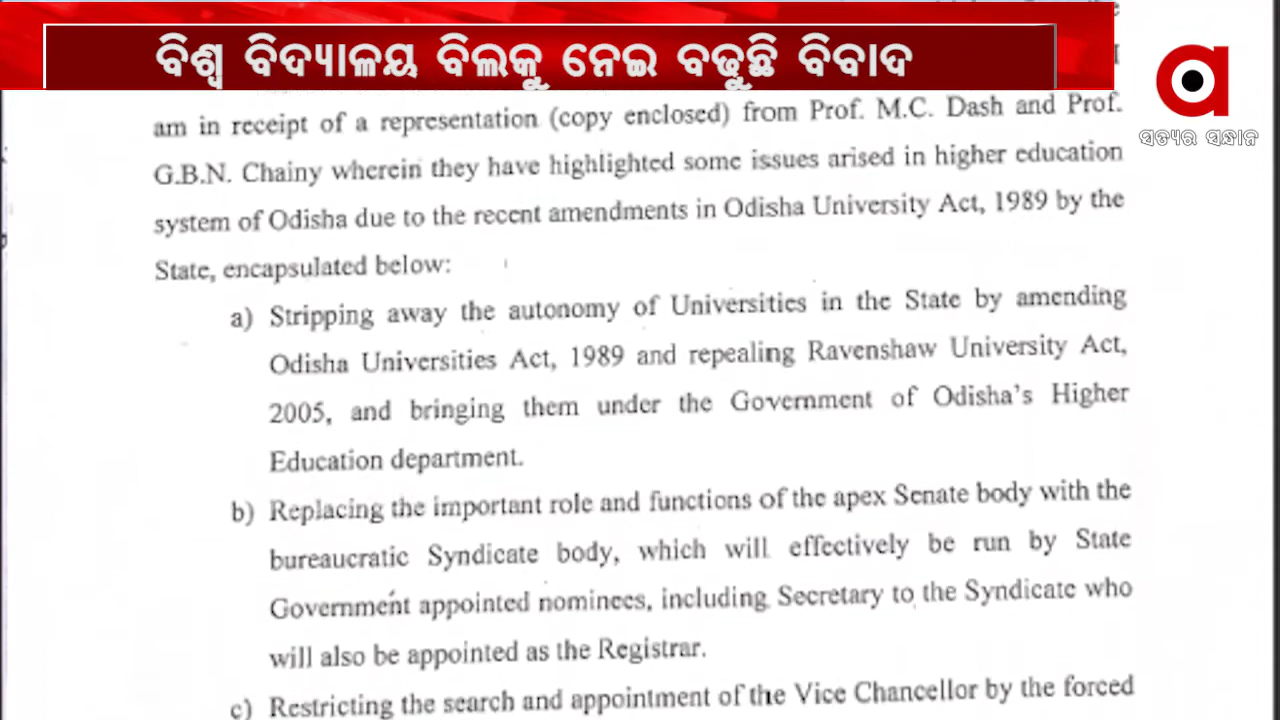 ବିଶ୍ୱ ବିଦ୍ୟାଳୟ ବିଲକୁ ନେଇ ବଢୁଛି ବିବାଦ
ସତ୍ୟର ସନ୍ଧାନ
am in receipt of a representation (copy enclosed) from Prof. M.C. Dash and Prof.
G.B.N. Chainy wherein they have highlighted some issues arised in higher education
system of Odisha due to the recent amendments in Odisha University Act, 1989 by the
State, encapsulated below:
a) Stripping away the autonomy of Universities in the State by amending
Odisha Universities Act, 1989 and repealing Ravenshaw University Act,
2005, and bringing them under the Government of Odisha's Higher
Education department.
b) Replacing the important role and functions of the apex Senate body with the
bureaucratic Syndicate body, which will effectively be run by State
Government appointed nominees, including Secretary to the Syndicate who
will also be appointed as the Registrar.
c) Restricting the search and appointment of the Vice Chancellor by the forced